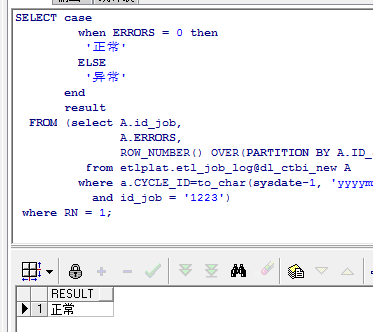 SELECT case
when ERRORS = 0 then
'正常'
ELSE
'异常'
end
result
FROM (select A.id_job,
A.ERRORS,
ROW_NUMBER() OVER(PARTITION BY A.ID_
from etlplat.etl_job_log@dl_ctbi_new A
where a.CYCLE_ID=to_char(sysdate-1, 'yyyymm
and id_job = '1223')
where RN = 1;
RESULT
1 正常